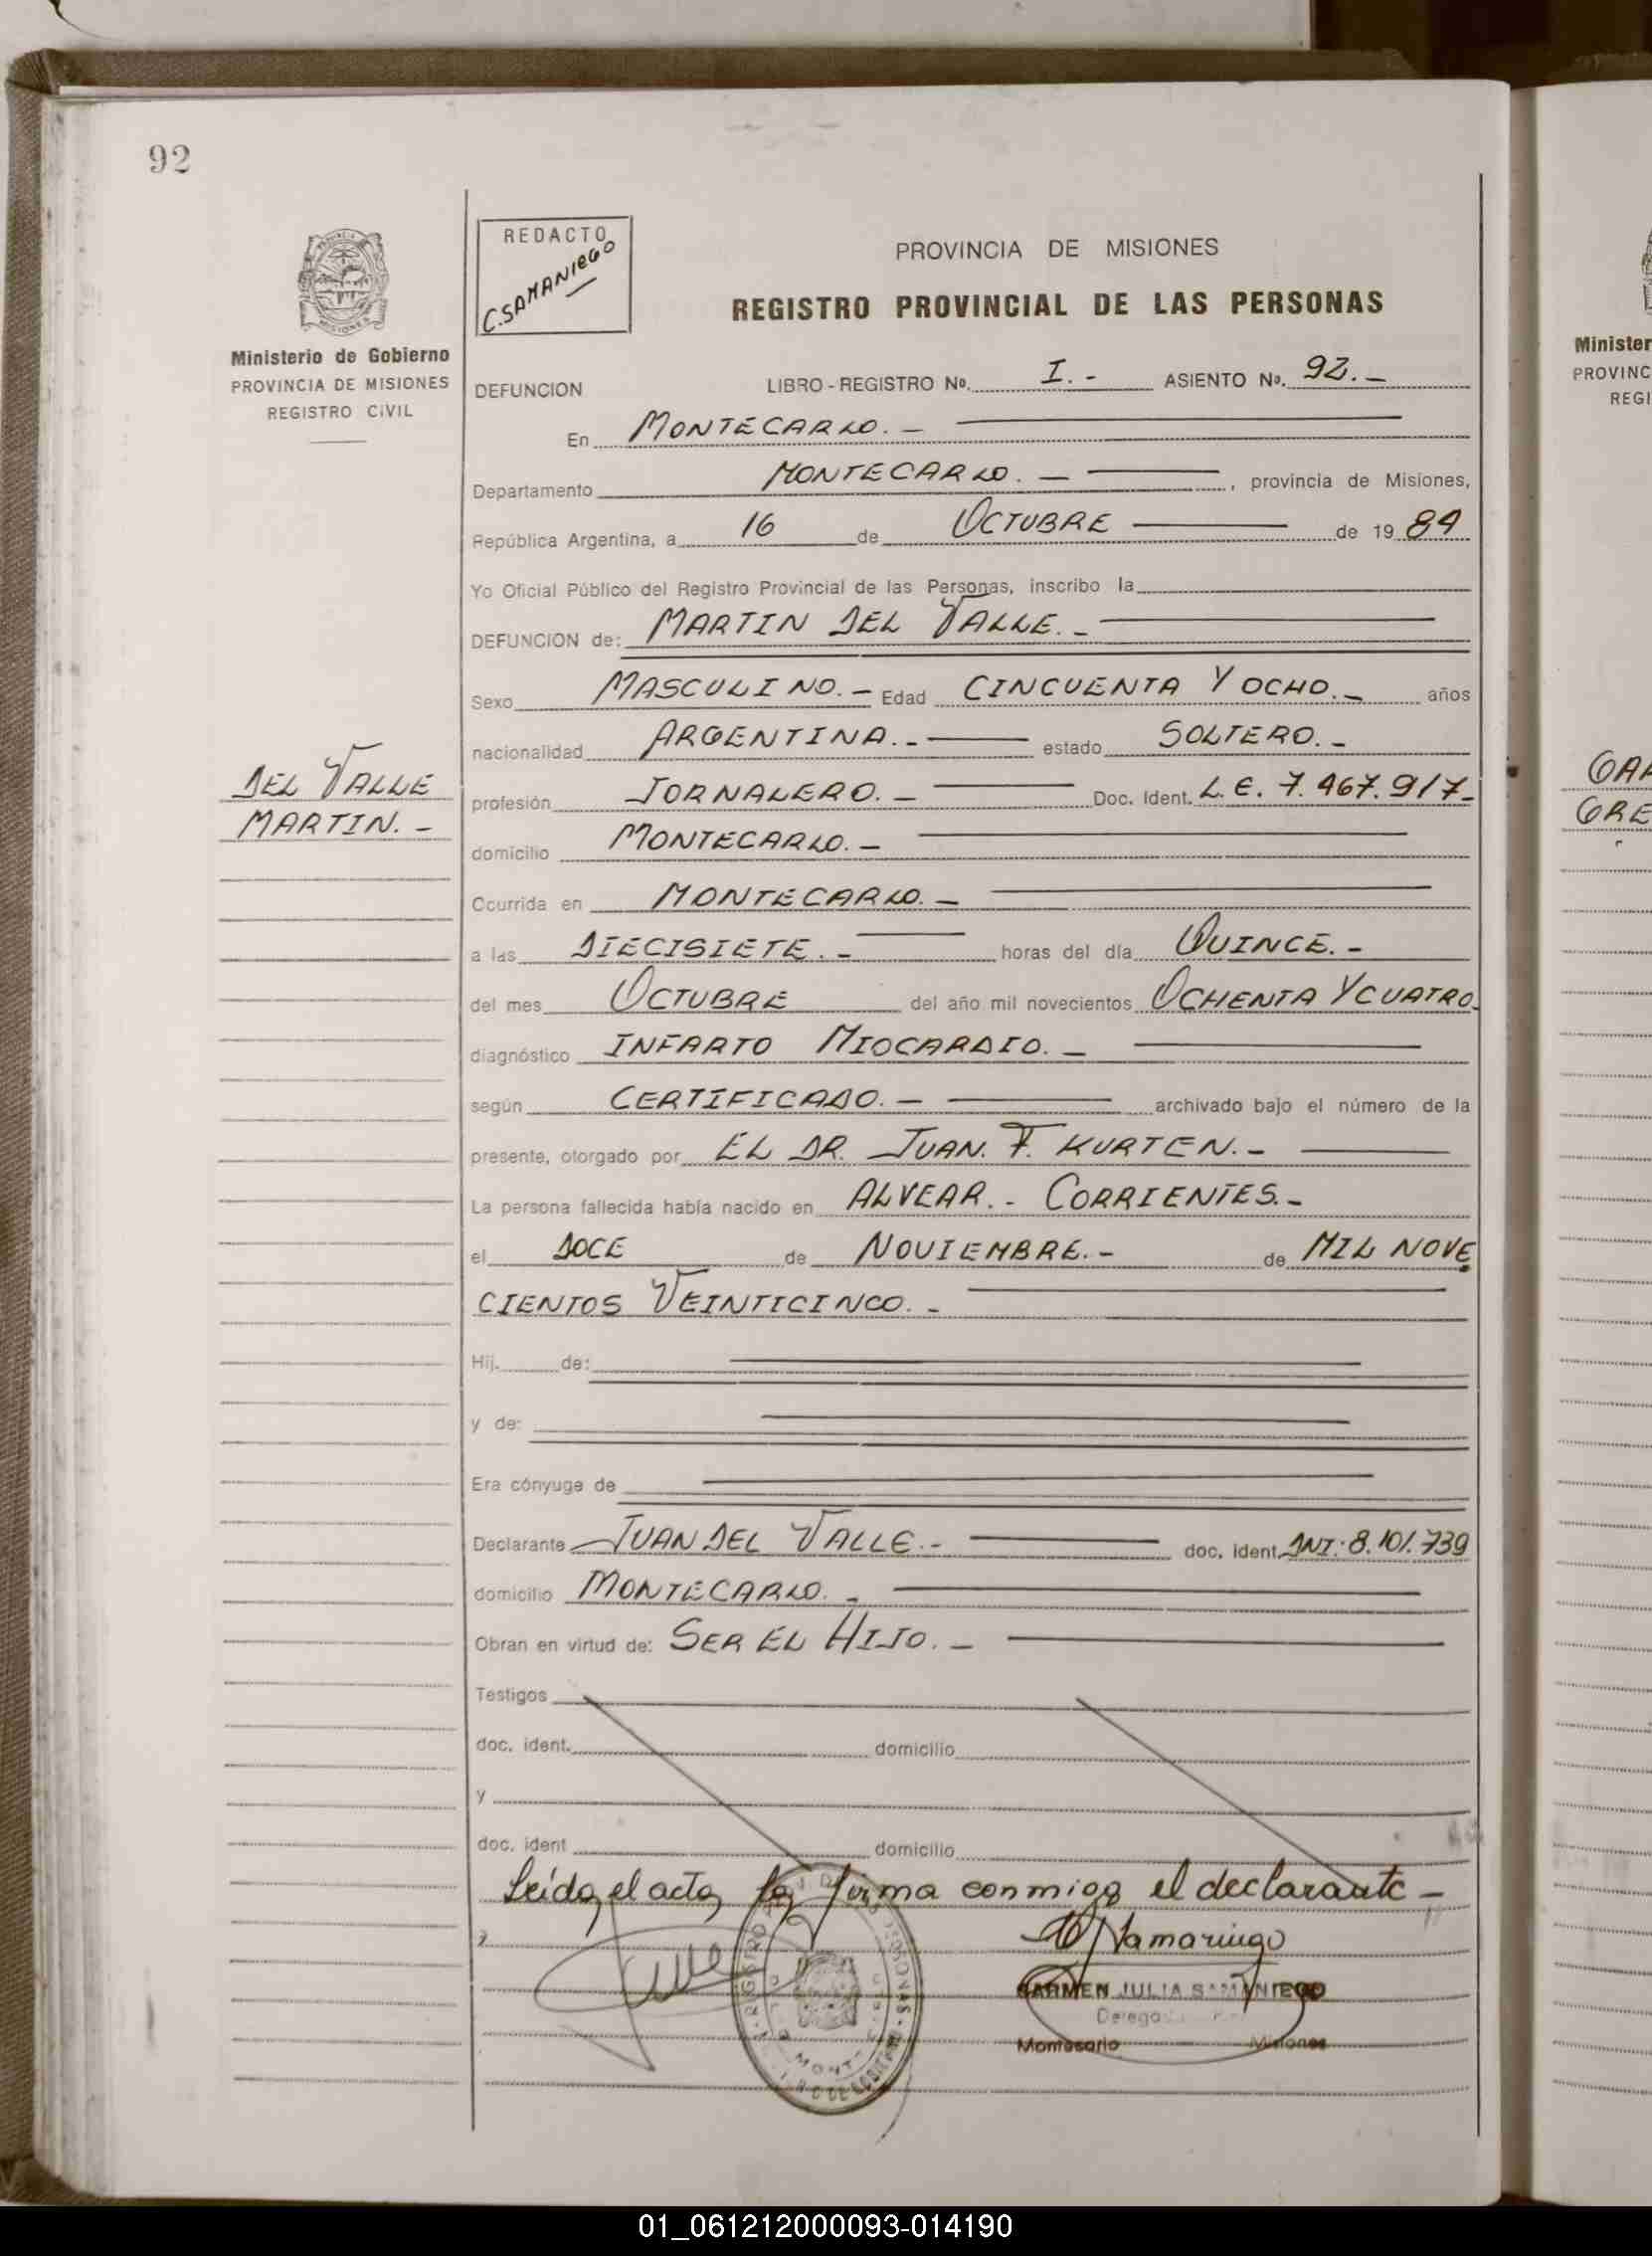 92
REDACTO
C. SAMANIEGO
PROVINCIA DE MISIONES
REGISTRO PROVINCIAL DE LAS PERSONAS
Ministerio de Gobierno
PROVINCIA DE MISIONES
REGISTRO CIVIL
DEFUNCION LIBRO - REGISTRO No. I. - ASIENTO No. 92. -
En MONTECARLO. -
Departamento MONTECARLO. - , provincia de Misiones,
República Argentina, a 16 de OCTUBRE de 19 84
Yo Oficial Público del Registro Provincial de las Personas, inscribo la
DEFUNCION de: MARTIN DEL VALLE. -
Sexo MASCULINO. - Edad CINCUENTA Y OCHO. - años
nacionalidad ARGENTINA. - estado SOLTERO. -
DEL VALLE
MARTIN. -
profesión JORNALERO. - Doc. Ident. L. E. 7.467.917-
domicilio MONTECARLO. -
Ocurrida en MONTECARLO. -
a las DIECISIETE. - horas del día QUINCE. -
del mes OCTUBRE del año mil novecientos OCHENTA Y CUATRO.
diagnóstico INFARTO MIOCARDIO. -
según CERTIFICADO. - archivado bajo el número de la
presente, otorgado por EL DR. JUAN. F. KURTEN. -
La persona fallecida había nacido en ALVEAR. - CORRIENTES. -
el DOCE de NOVIEMBRE. - de MIL NOVE
CIENTOS VEINTICINCO. -
Hij. de:
y de:
Era cónyuge de
Declarante JUAN DEL VALLE. - doc. ident. DNI: 8.101.739
domicilio MONTECARLO. -
Obran en virtud de: SER EL HIJO. -
Testigos
doc. ident. domicilio
y
doc. ident domicilio
Leida el acta la firma conmigo el declarante -
CJSamaniego
CARMEN JULIA SAMANIEGO
Montecarlo Misiones
Minister
PROVINC
REGI
GAR
GRE
01_061212000093-014190